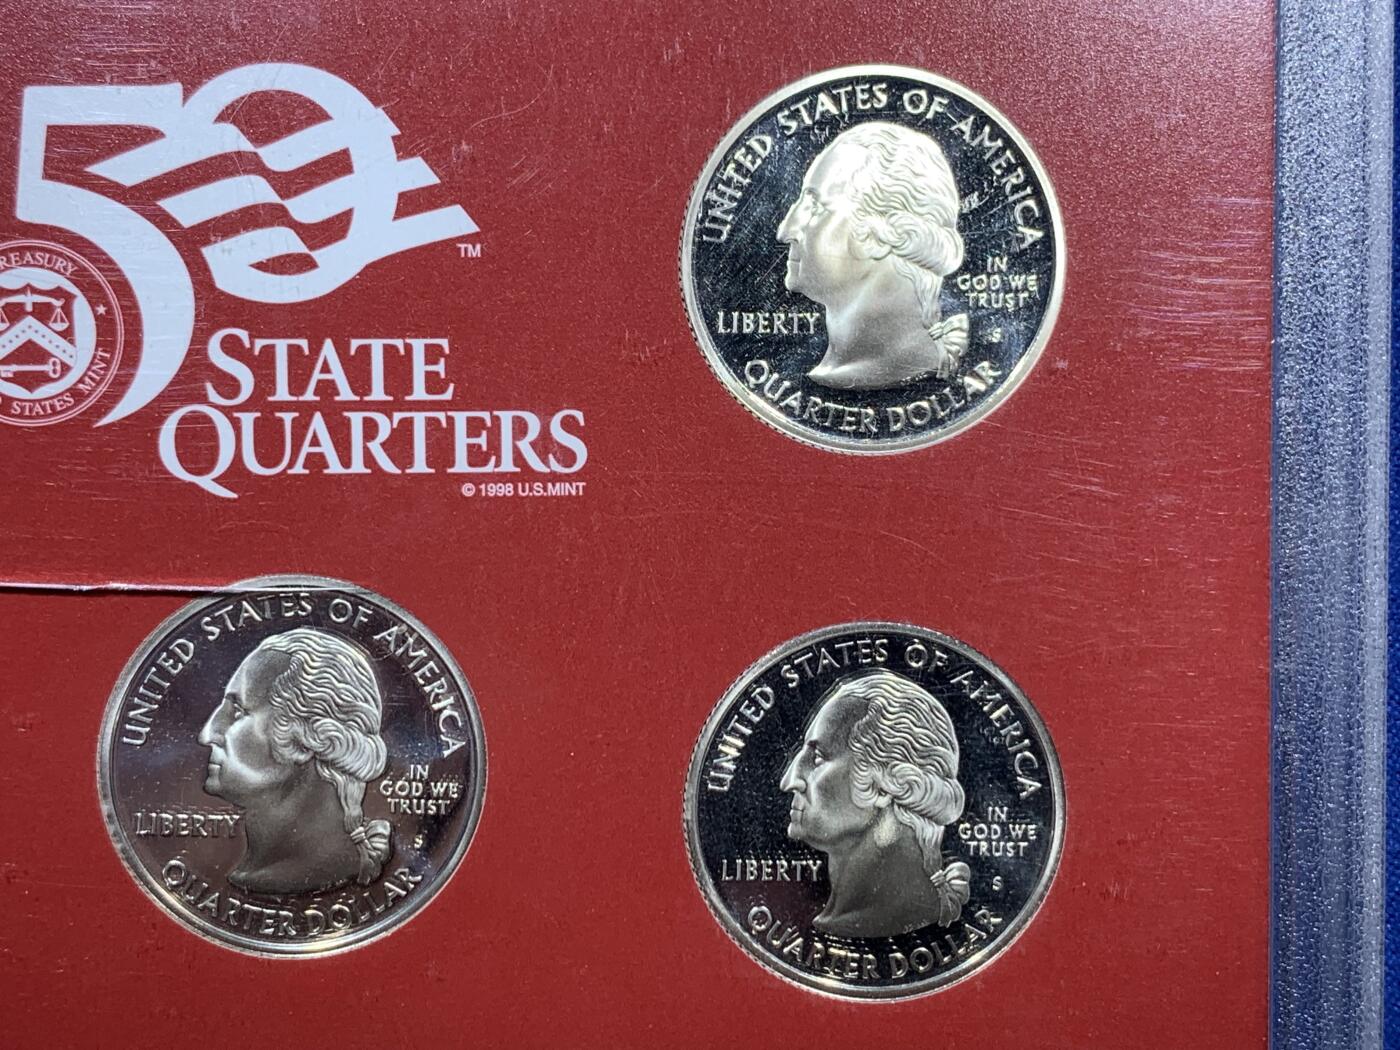 50
TM
TREASURY
STATES MINT
STATE
QUARTERS
© 1998 U.S.MINT
UNITED STATES OF AMERICA
IN
GOD WE
TRUST
LIBERTY
S
QUARTER DOLLAR
UNITED STATES OF AMERICA
IN
GOD WE
TRUST
LIBERTY
S
QUARTER DOLLAR
UNITED STATES OF AMERICA
IN
GOD WE
TRUST
LIBERTY
S
QUARTER DOLLAR